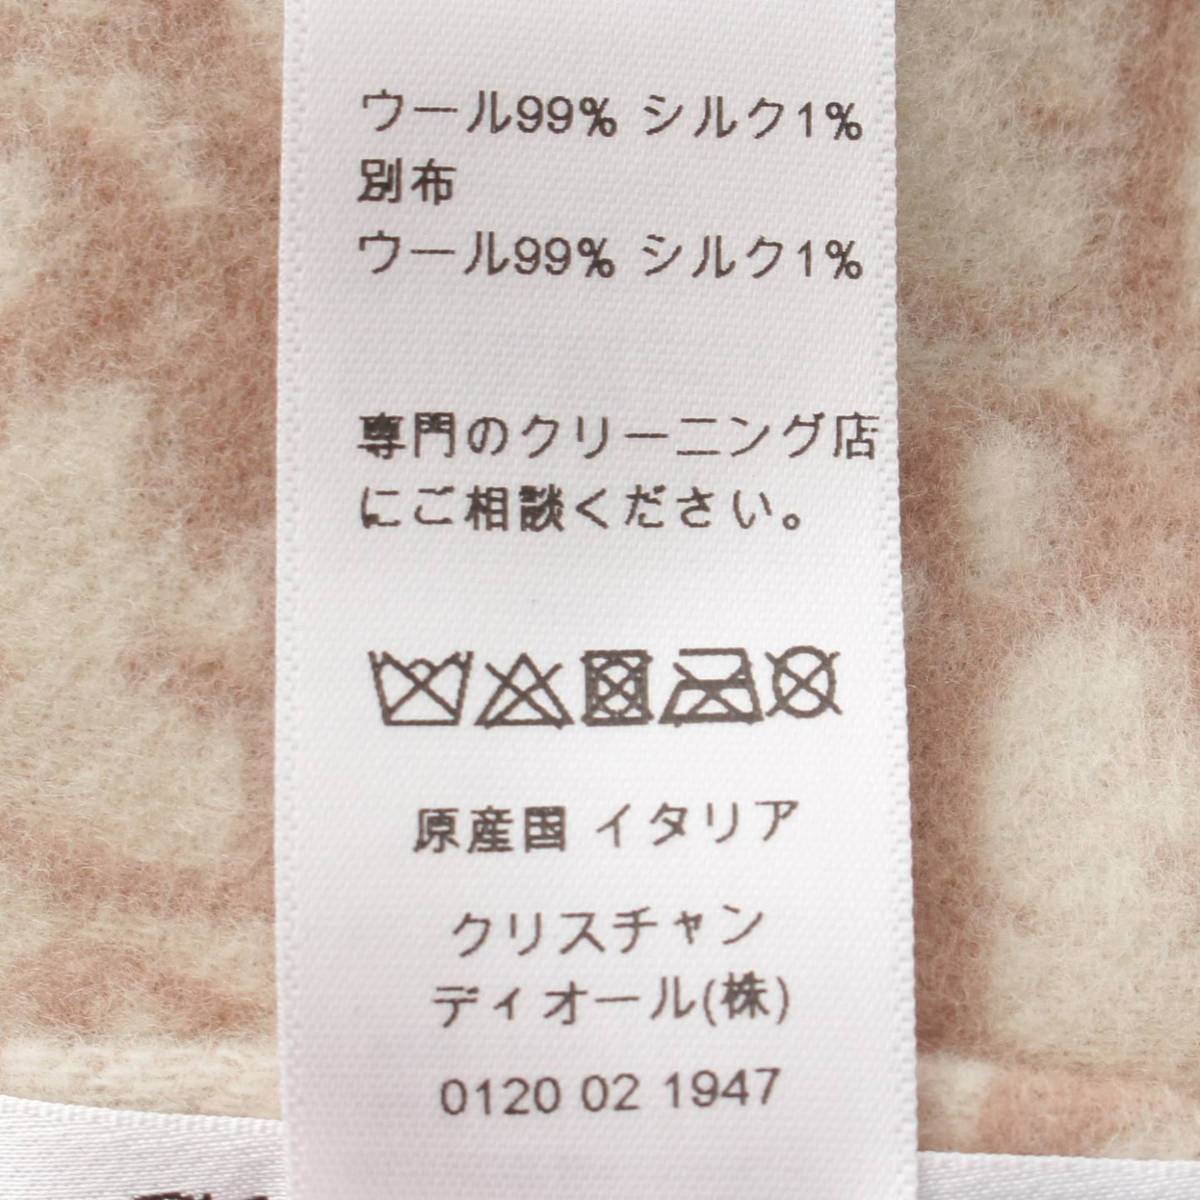 ウール99% シルク1%
別布
ウール99% シルク1%
専門のクリーニング店
にご相談ください。
原産国 イタリア
クリスチャン
ディオール(株)
0120 02 1947